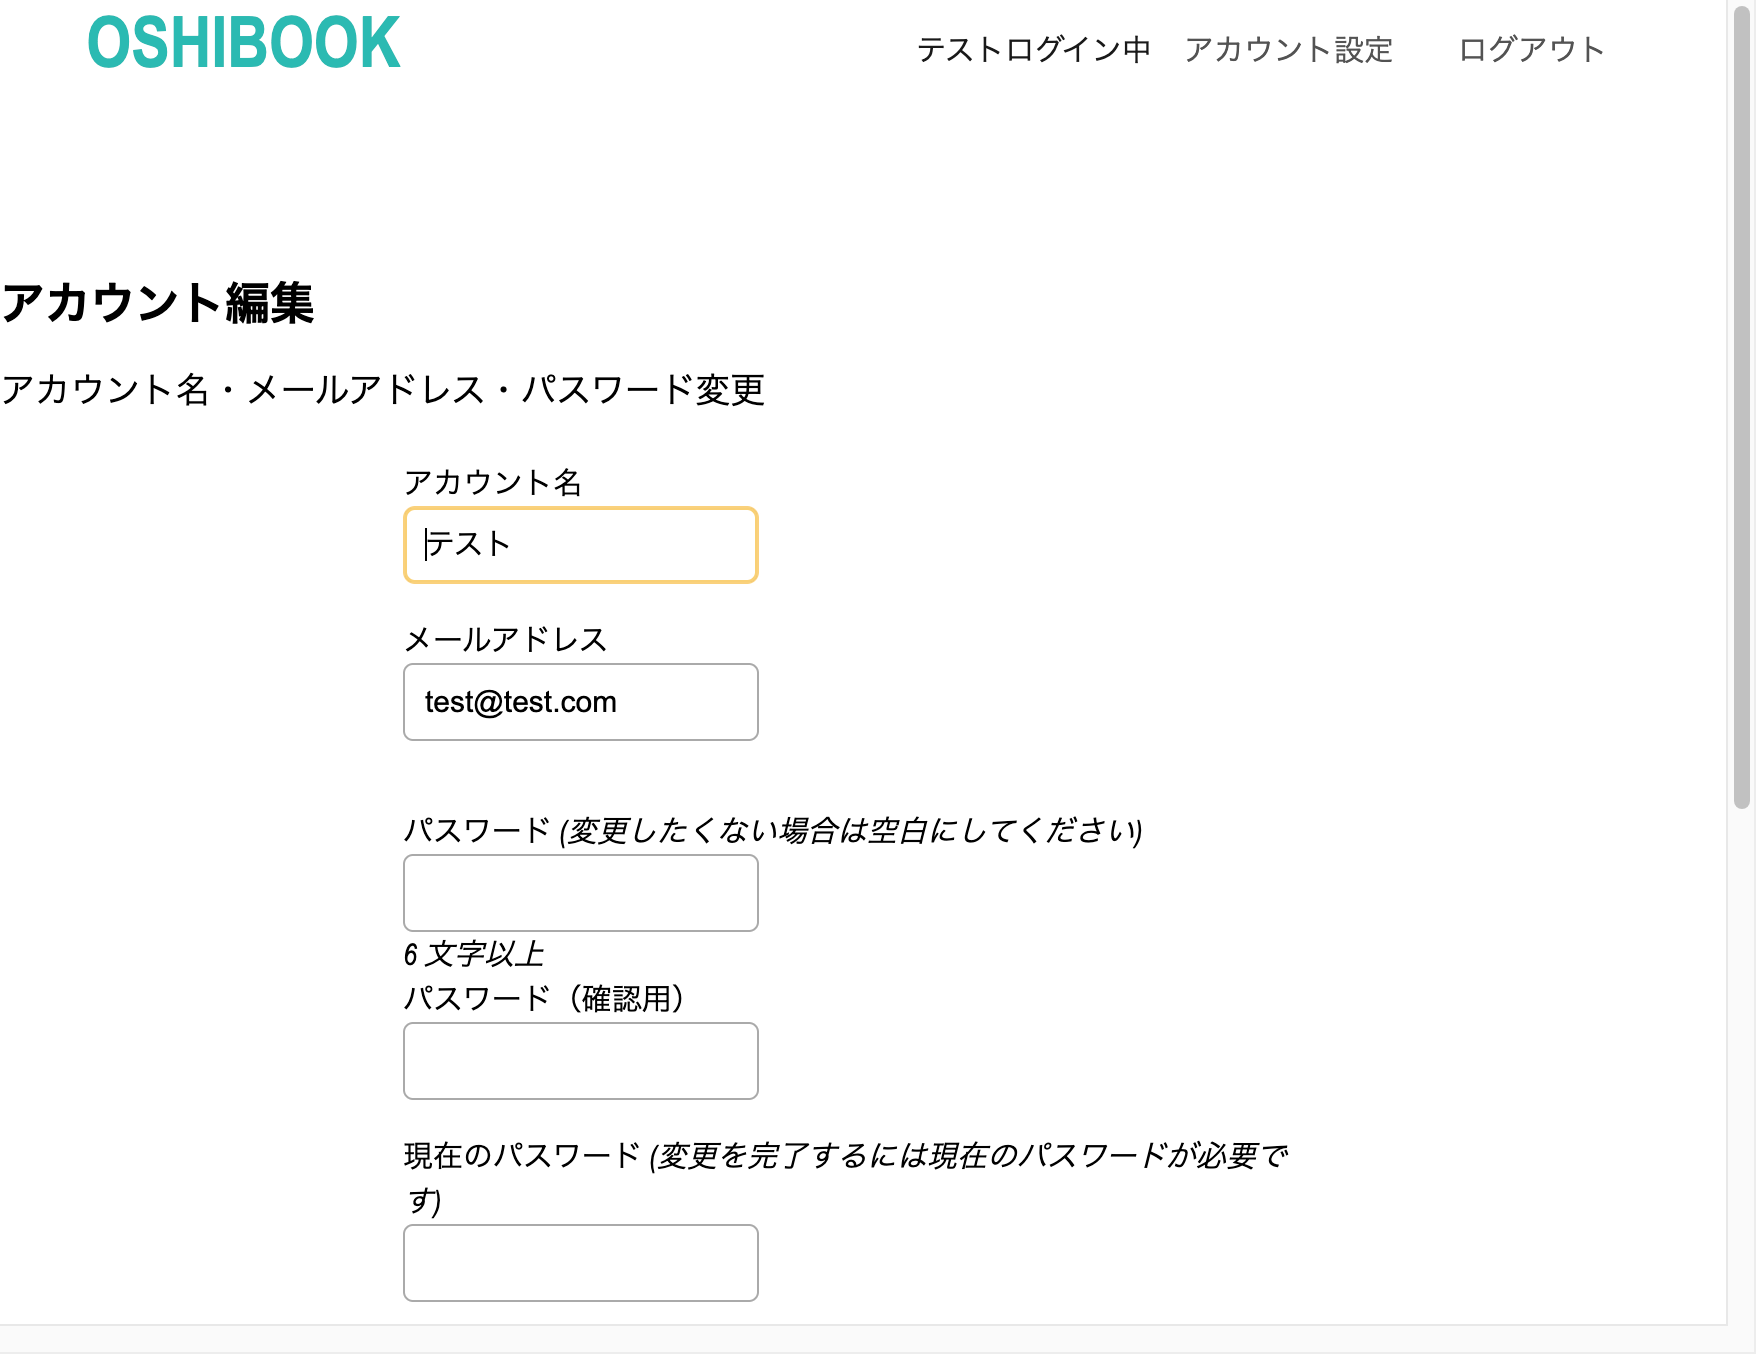 OSHIBOOK
テストログイン中 アカウント設定 ログアウト
アカウント編集
アカウント名・メールアドレス・パスワード変更
アカウント名
テスト
メールアドレス
test@test.com
パスワード (変更したくない場合は空白にしてください)
6 文字以上
パスワード（確認用）
現在のパスワード (変更を完了するには現在のパスワードが必要で
す)